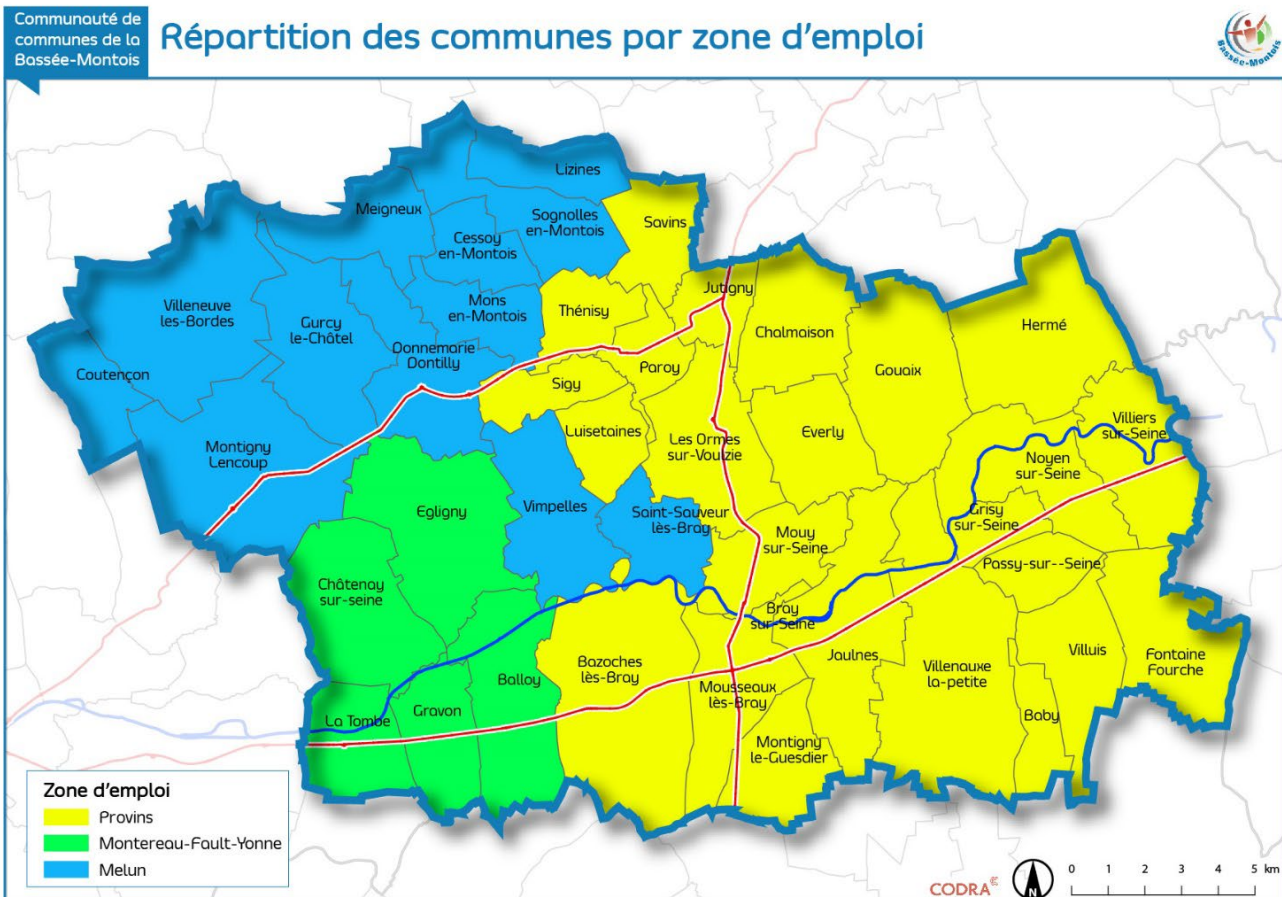 Communauté de
communes de la
Bassée-Montois
Répartition des communes par zone d'emploi
Bassée-Montois
Lizines
Meigneux
Sognolles
en-Montois
Savins
Cessoy
en-Montois
Villeneuve
les-Bordes
Gurcy
le-Châtel
Mons
en-Montois
Thénisy
Jutigny
Chalmaison
Hermé
Donnemarie
Dontilly
Coutençon
Sigy
Paroy
Gouaix
Montigny
Lencoup
Luisetaines
Les Ormes
sur-Voulzie
Everly
Villiers
sur-Seine
Noyen
sur-Seine
Egligny
Vimpelles
Saint-Sauveur
lès-Bray
Mouy
sur-Seine
Grisy
sur-Seine
Passy-sur--Seine
Châtenay
sur-seine
Bray
sur-Seine
Bazoches
lès-Bray
Jaulnes
Villenauxe
la-petite
Villuis
Fontaine
Fourche
Balloy
Mousseaux
lès-Bray
La Tombe
Gravon
Baby
Montigny
le-Guesdier
Zone d'emploi
Provins
Montereau-Fault-Yonne
Melun
CODRA
N
0 1 2 3 4 5 km